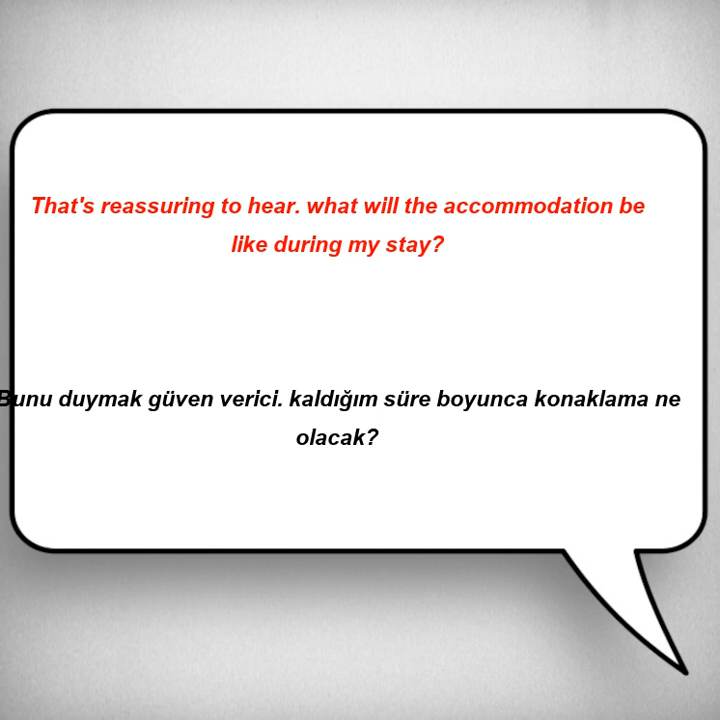 That's reassuring to hear. what will the accommodation be
like during my stay?
Bunu duymak güven verici. kaldığım süre boyunca konaklama ne
olacak?